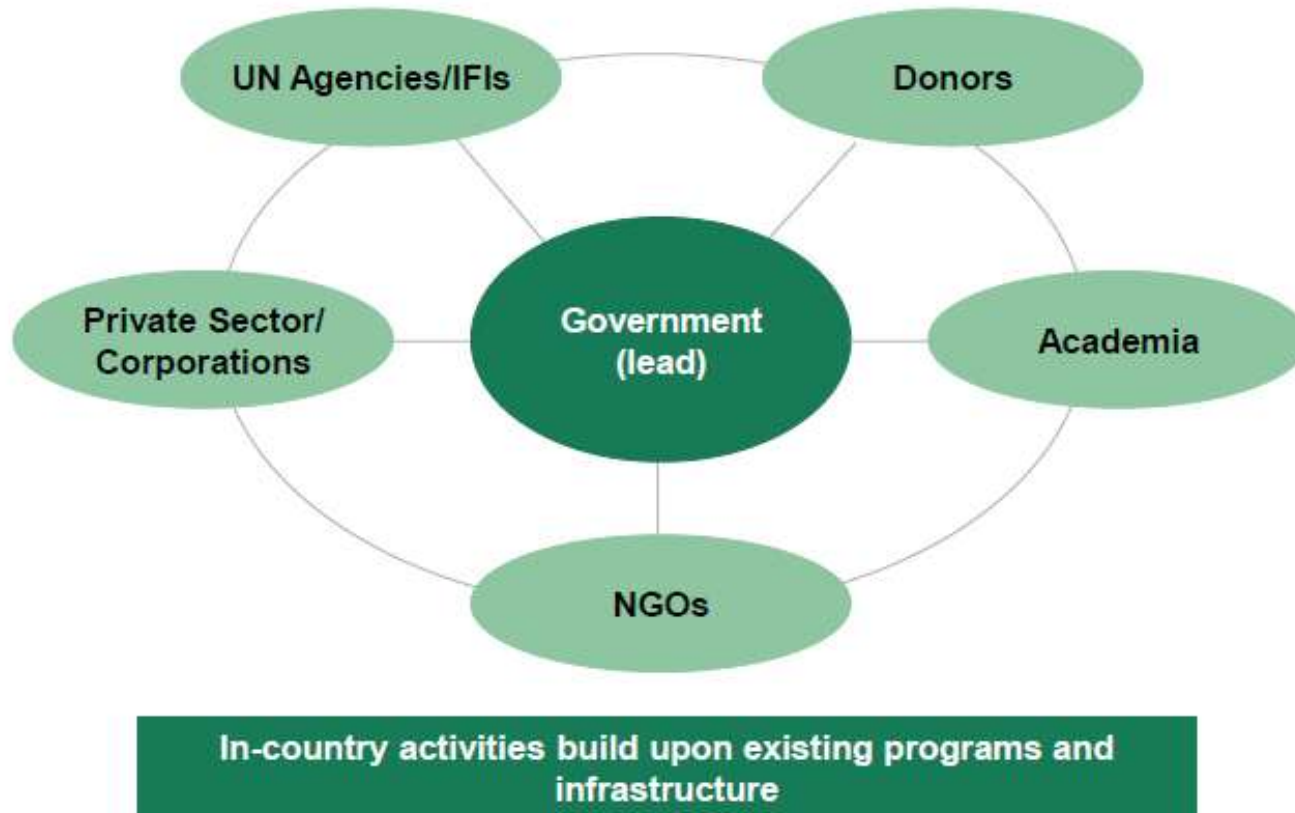 UN Agencies/IFIs
Donors
Private Sector/
Corporations
Government
(lead)
Academia
NGOs
In-country activities build upon existing programs and
infrastructure